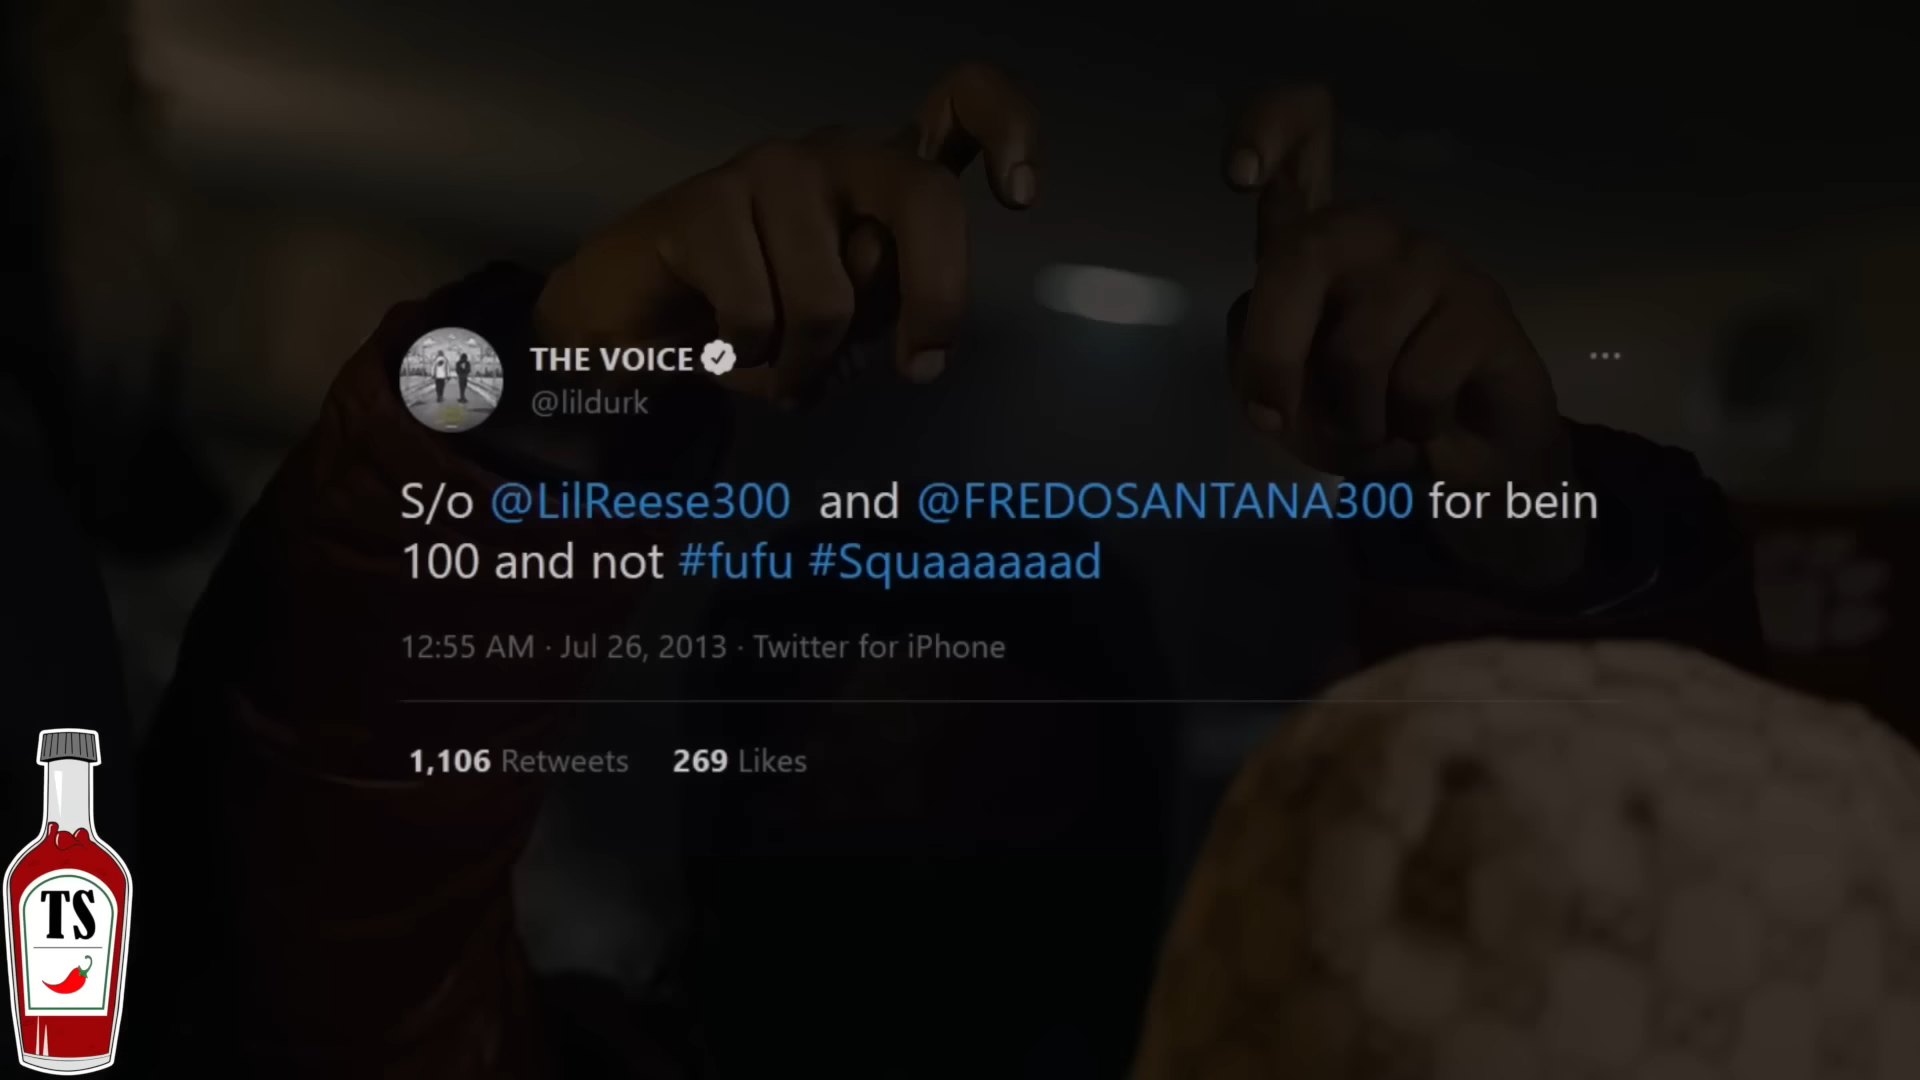 THE VOICE
@lildurk
S/o @LilReese300 and @FREDOSANTANA300 for bein
100 and not #fufu #Squaaaaaad
12:55 AM · Jul 26, 2013 · Twitter for iPhone
1,106 Retweets 269 Likes
TS